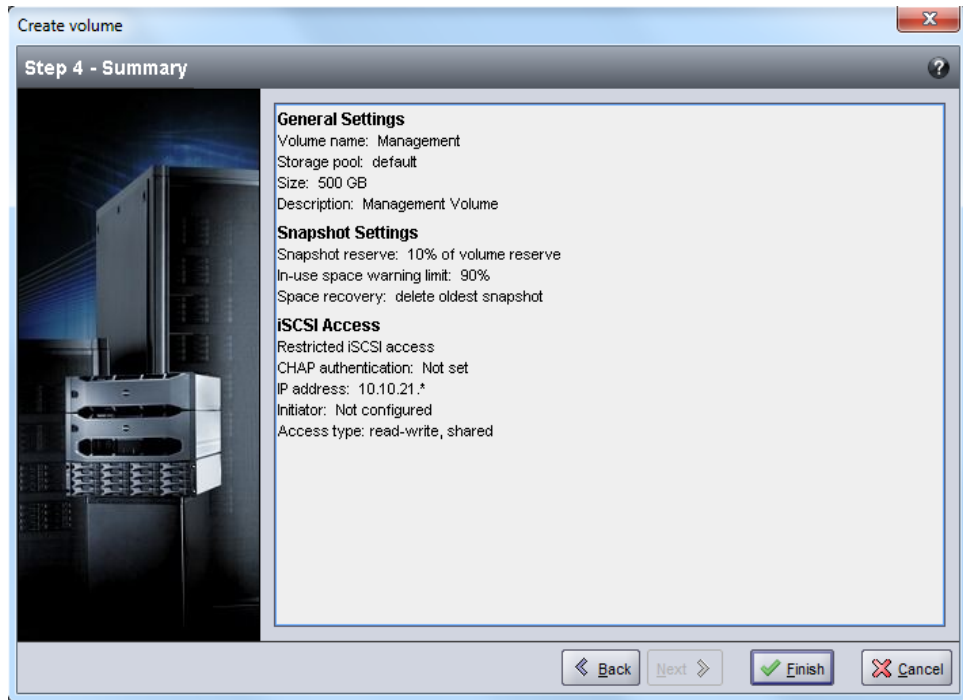 Create volume
Step 4 - Summary
?
General Settings
Volume name: Management
Storage pool: default
Size: 500 GB
Description: Management Volume
Snapshot Settings
Snapshot reserve: 10% of volume reserve
In-use space warning limit: 90%
Space recovery: delete oldest snapshot
iSCSI Access
Restricted iSCSI access
CHAP authentication: Not set
IP address: 10.10.21.*
Initiator: Not configured
Access type: read-write, shared
Back Next Finish Cancel